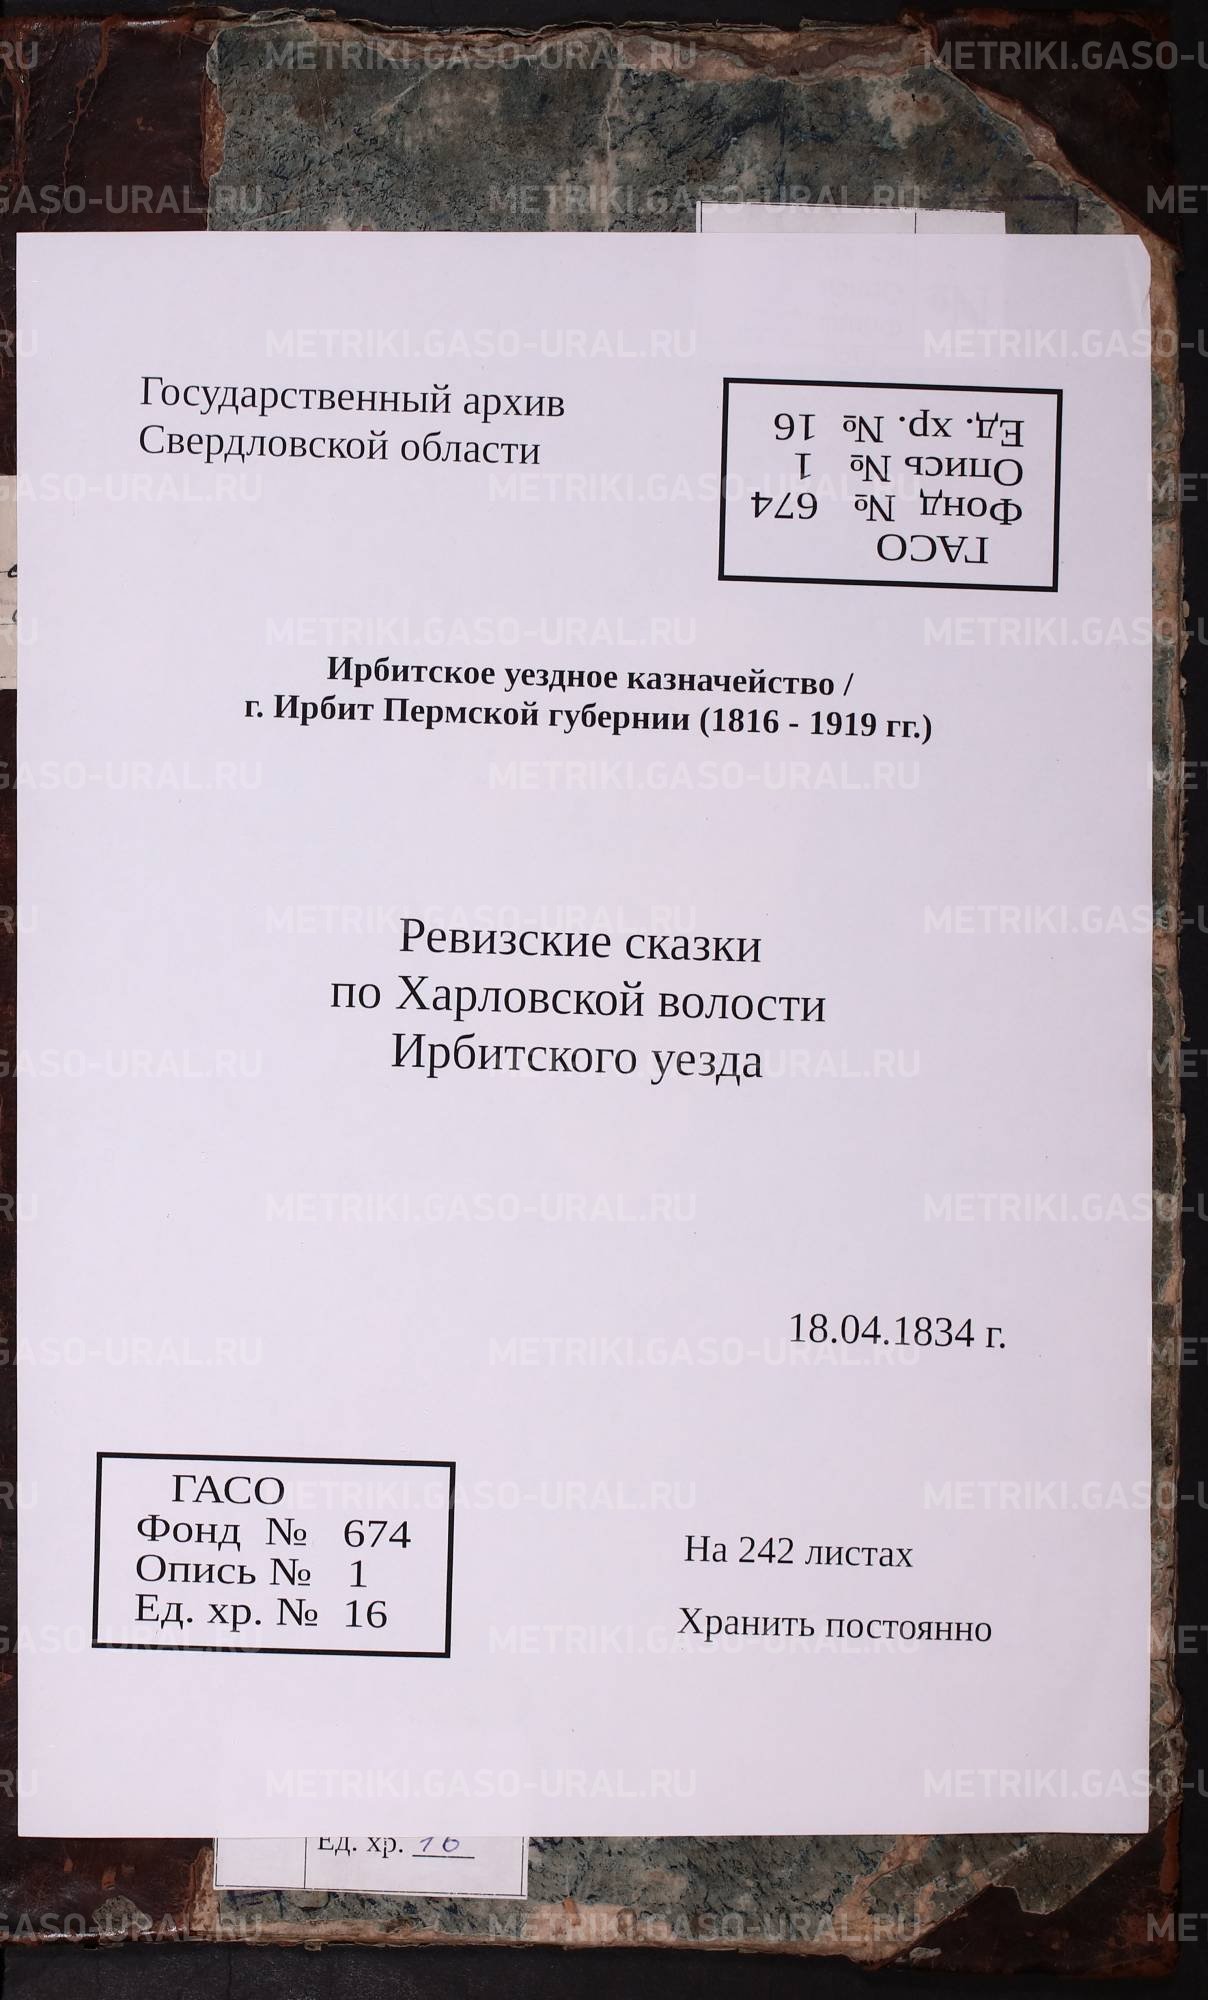 Государственный архив
Свердловской области
ГАСО
Фонд № 674
Опись № 1
Ед. хр. № 16
Ирбитское уездное казначейство /
г. Ирбит Пермской губернии (1816 - 1919 гг.)
Ревизские сказки
по Харловской волости
Ирбитского уезда
18.04.1834 г.
ГАСО
Фонд № 674
Опись № 1
Ед. хр. № 16
На 242 листах
Хранить постоянно
Ед. хр. 16
METRIKI.GASO-URAL.RU